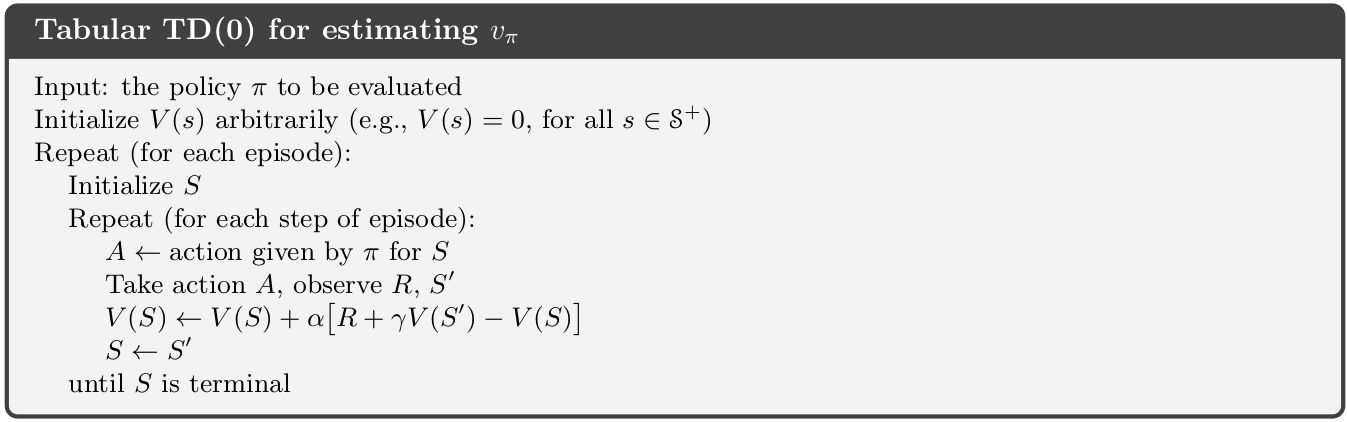 Tabular TD(0) for estimating $v_\pi$
Input: the policy $\pi$ to be evaluated
Initialize $V(s)$ arbitrarily (e.g., $V(s) = 0$, for all $s \in \mathcal{S}^+$)
Repeat (for each episode):
Initialize $S$
Repeat (for each step of episode):
$A \leftarrow$ action given by $\pi$ for $S$
Take action $A$, observe $R$, $S'$
$V(S) \leftarrow V(S) + \alpha\big[R + \gamma V(S') - V(S)\big]$
$S \leftarrow S'$
until $S$ is terminal